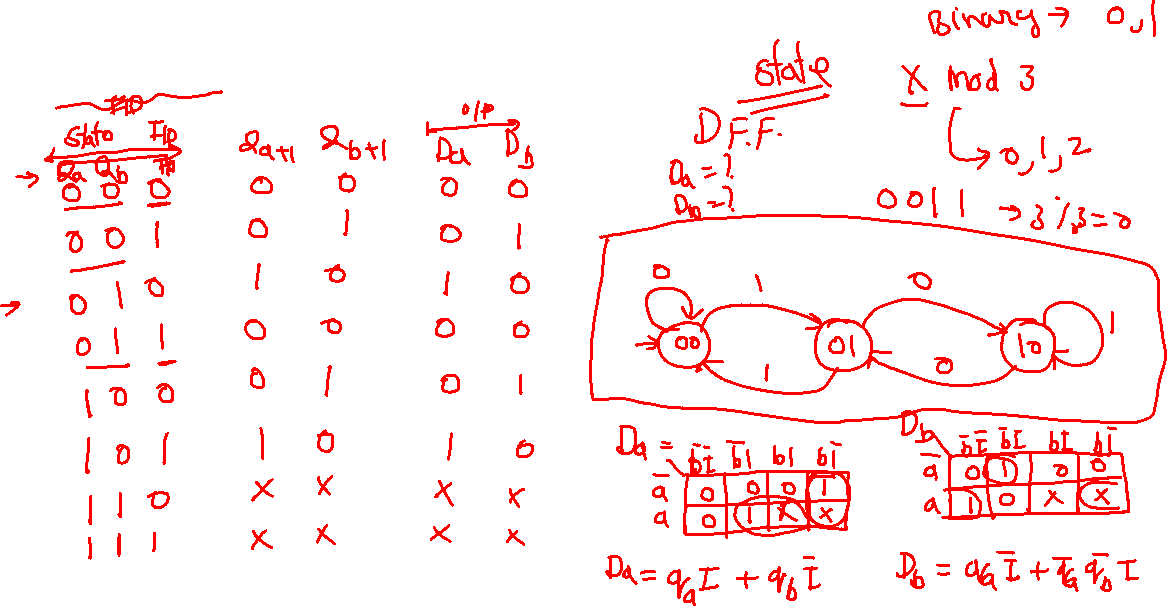 Binary → 0,1
X mod 3
→ 0,1,2
State
D F.F.
Da = ?
Db = ?
0 0 1 1 → 3 % 3 = 0
State I/p o/p
Qa Qb Qa+1 Qb+1 Da Db
→ 0 0 0 0 0 0 0
0 0 1 0 1 0 1
→ 0 1 0 1 0 1 0
0 1 1 0 0 0 0
1 0 0 0 1 0 1
1 0 1 1 0 1 0
1 1 0 X X X X
1 1 1 X X X X
0 1 0 1
00 01 10
1 0
Da =
b̄Ī b̄I bI bĪ
ā 0 0 0 1
a 0 1 X X
Da = qaI + qbĪ
Db
b̄Ī b̄I bI bĪ
ā 0 1 0 0
a 1 0 X X
Db = qaĪ + q̄a q̄b I